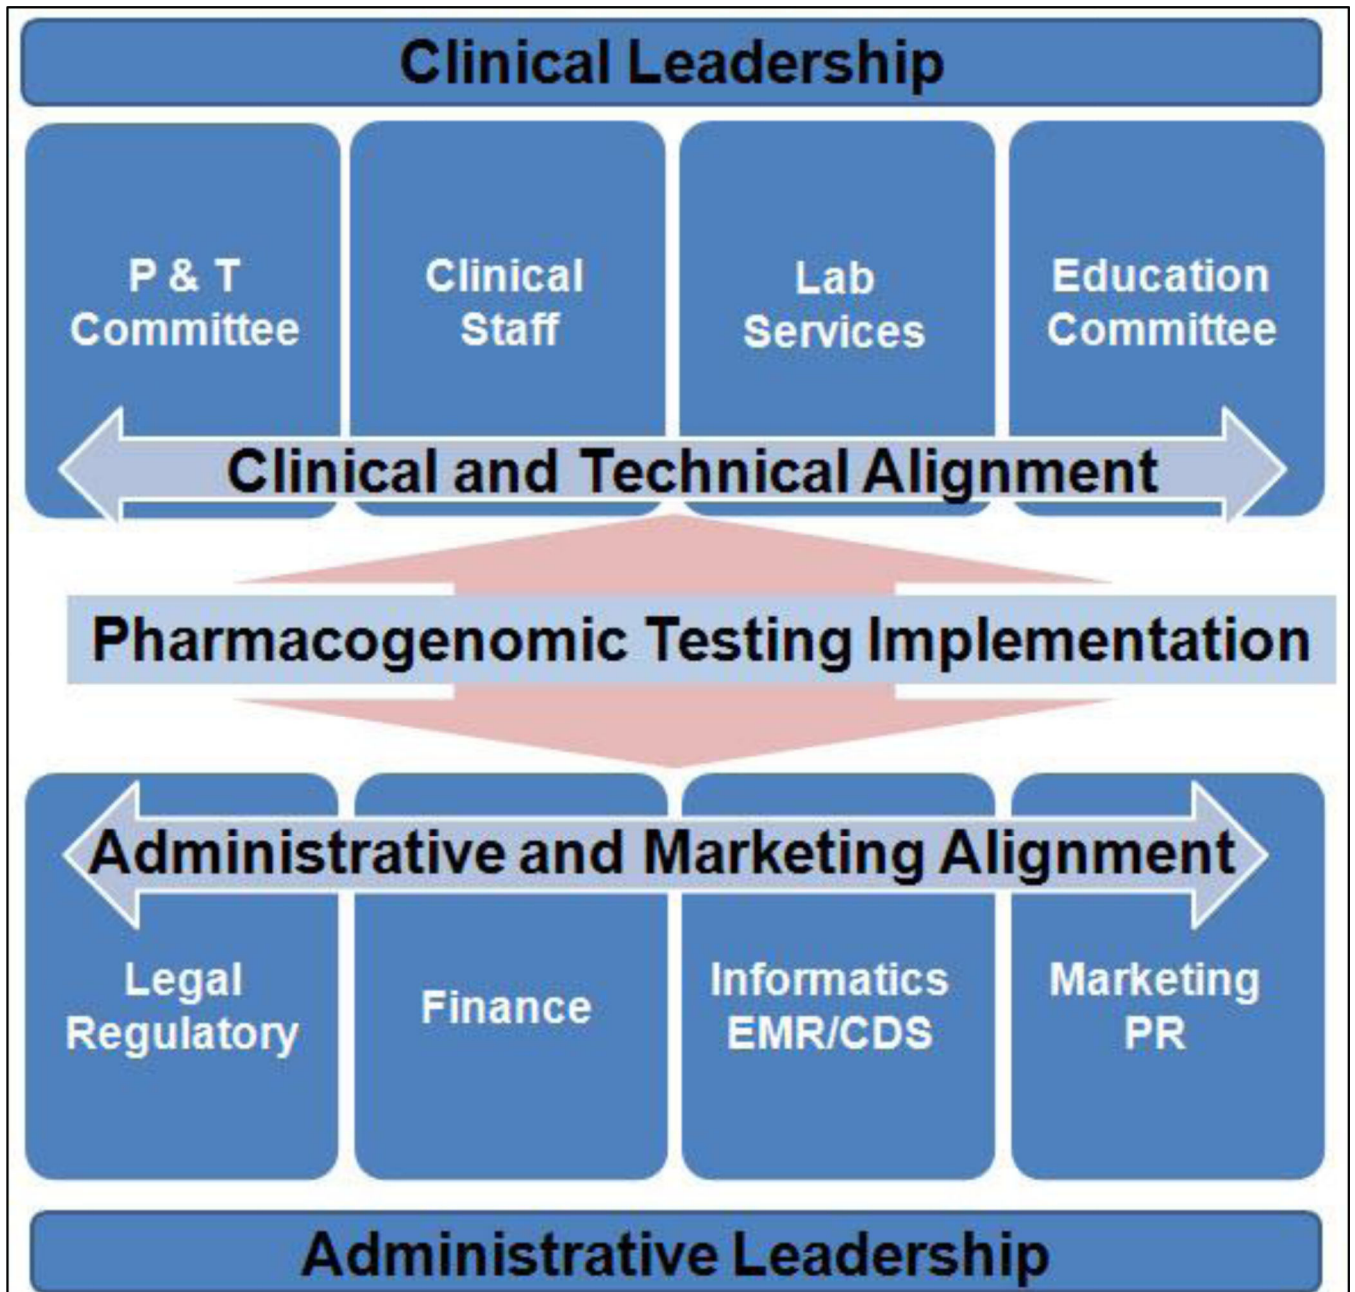 Clinical Leadership
P & T
Committee
Clinical
Staff
Lab
Services
Education
Committee
Clinical and Technical Alignment
Pharmacogenomic Testing Implementation
Administrative and Marketing Alignment
Legal
Regulatory
Finance
Informatics
EMR/CDS
Marketing
PR
Administrative Leadership